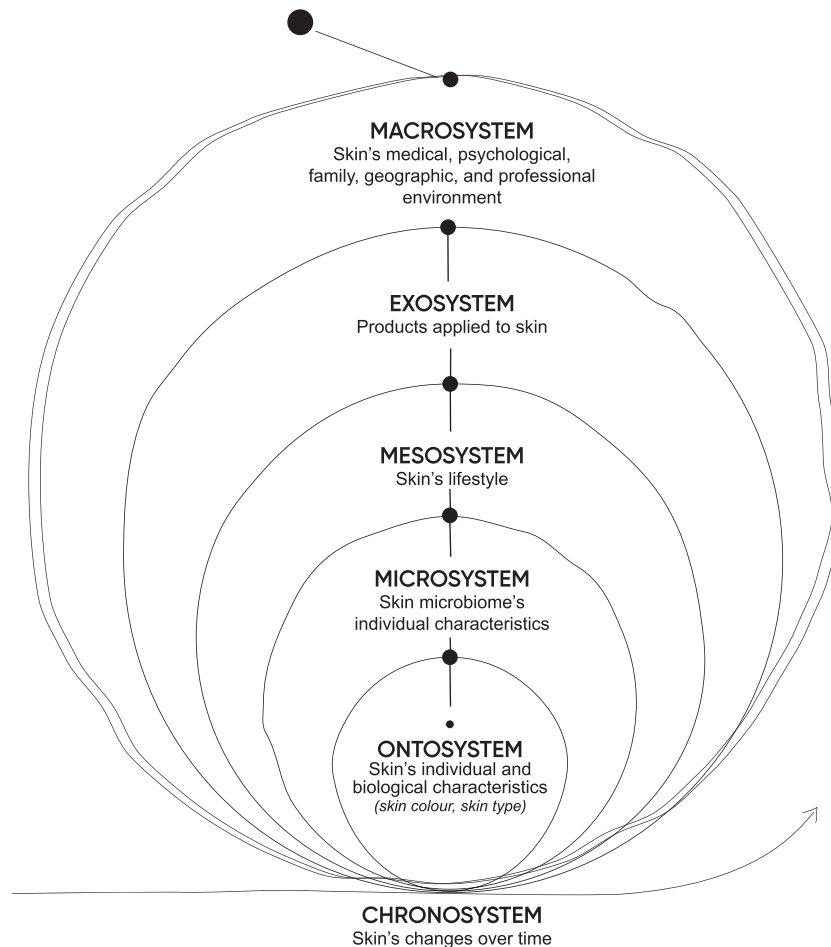 MACROSYSTEM
Skin’s medical, psychological,
family, geographic, and professional
environment
EXOSYSTEM
Products applied to skin
MESOSYSTEM
Skin’s lifestyle
MICROSYSTEM
Skin microbiome’s
individual characteristics
ONTOSYSTEM
Skin’s individual and
biological characteristics
(skin colour, skin type)
CHRONOSYSTEM
Skin’s changes over time